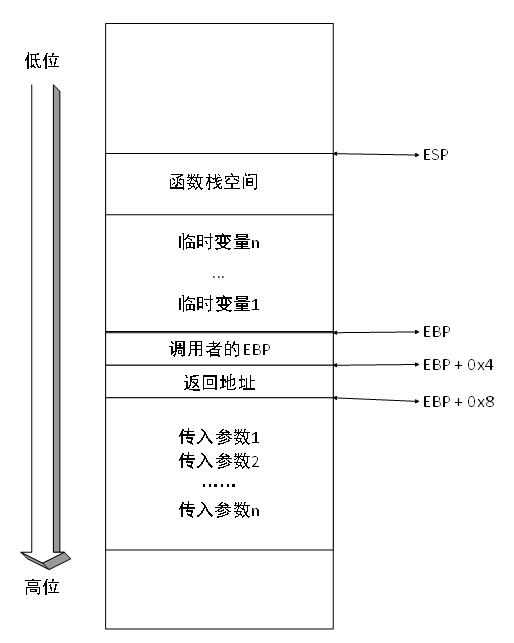 低位
ESP
函数栈空间
临时变量n
...
临时变量1
EBP
调用者的EBP
EBP + 0x4
返回地址
EBP + 0x8
传入参数1
传入参数2
……
传入参数n
高位